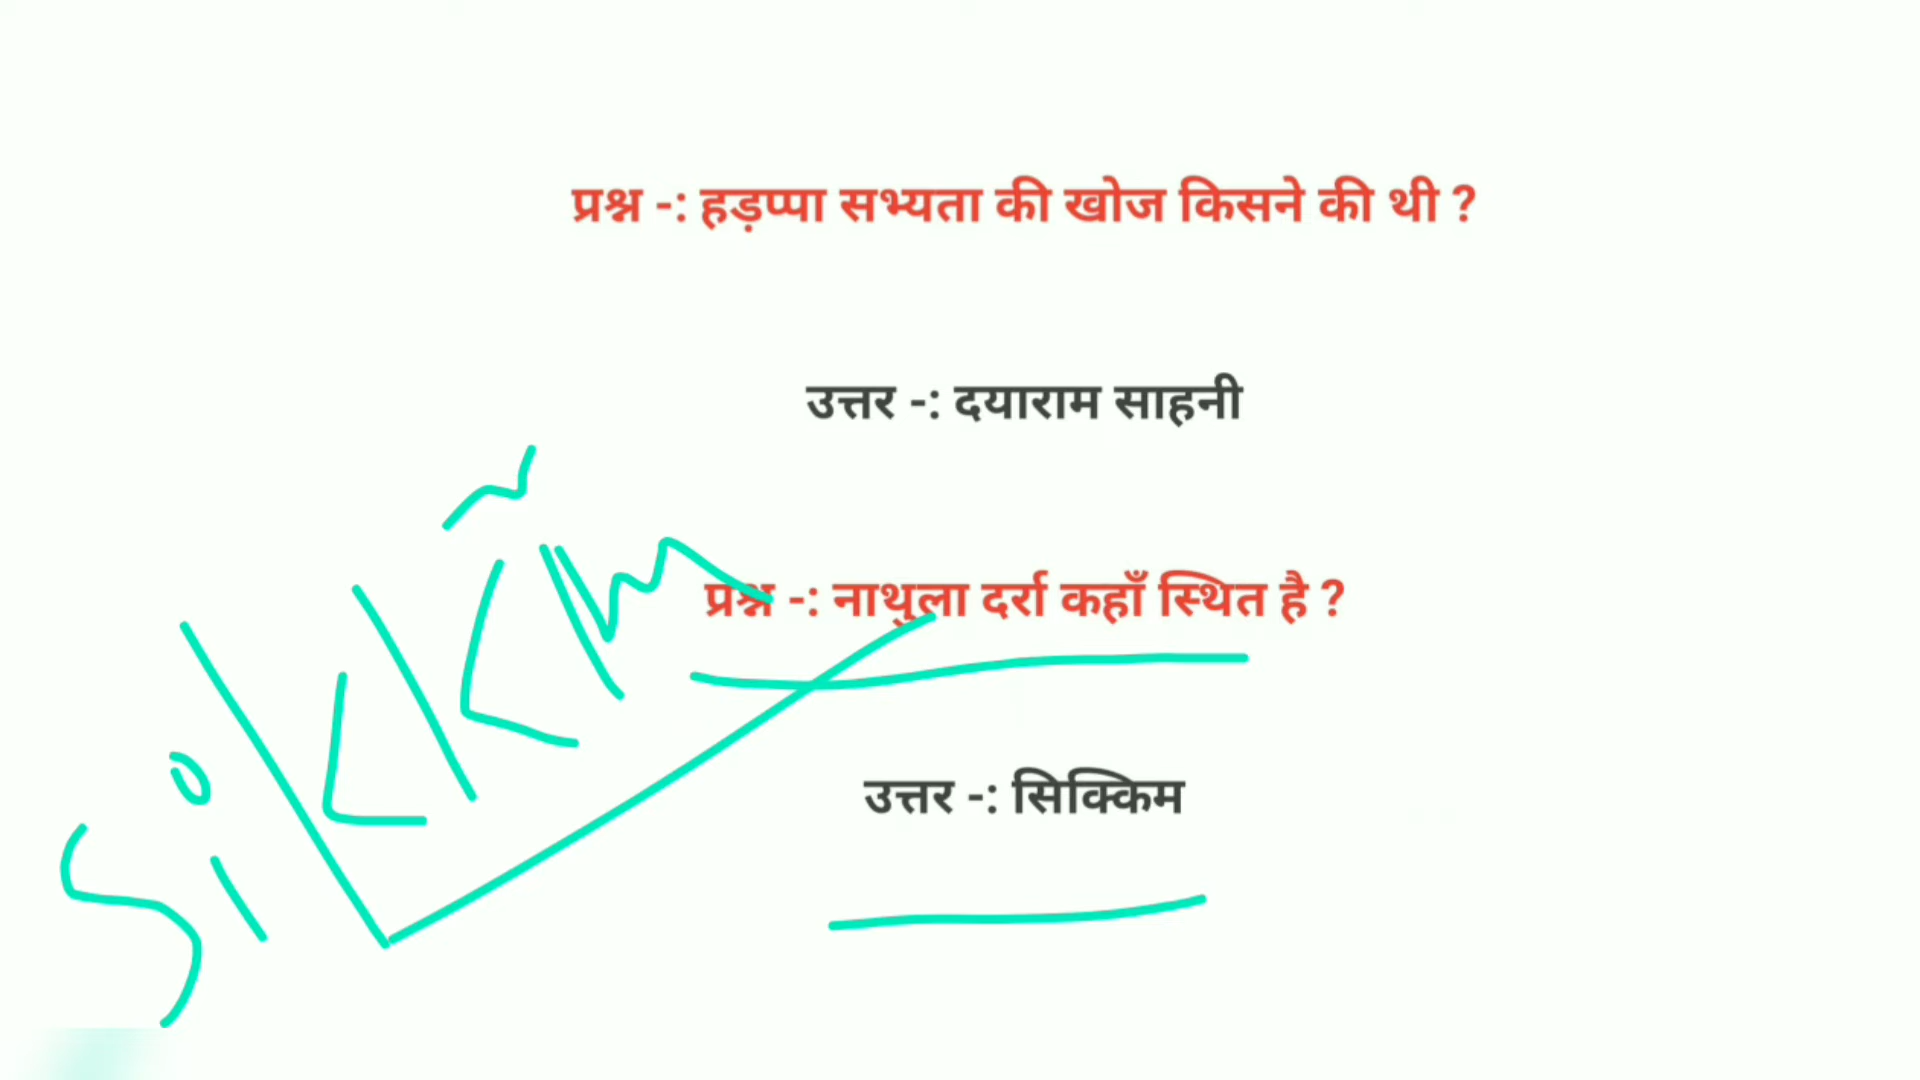 प्रश्न -: हड़प्पा सभ्यता की खोज किसने की थी ?
उत्तर -: दयाराम साहनी
प्रश्न -: नाथुला दर्रा कहाँ स्थित है ?
उत्तर -: सिक्किम
Sikkim